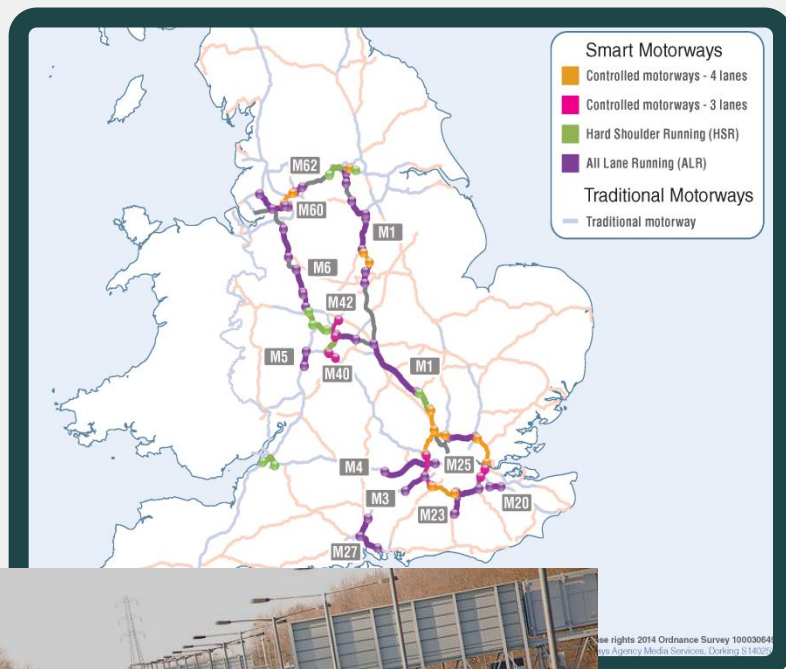 Smart Motorways
Controlled motorways - 4 lanes
Controlled motorways - 3 lanes
Hard Shoulder Running (HSR)
All Lane Running (ALR)
Traditional Motorways
Traditional motorway
M62
M60
M1
M6
M42
M5
M40
M1
M4
M25
M3
M20
M23
M27
rights 2014 Ordnance Survey
Agency Media Services, Dorking